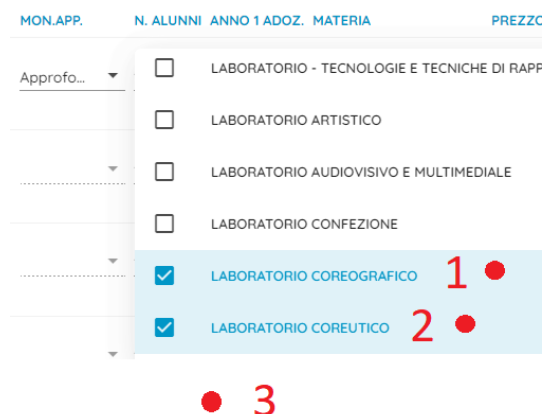 MON.APP. N. ALUNNI ANNO 1 ADOZ. MATERIA PREZZO
Approfo... LABORATORIO - TECNOLOGIE E TECNICHE DI RAPP
LABORATORIO ARTISTICO
LABORATORIO AUDIOVISIVO E MULTIMEDIALE
LABORATORIO CONFEZIONE
LABORATORIO COREOGRAFICO 1
LABORATORIO COREUTICO 2
3